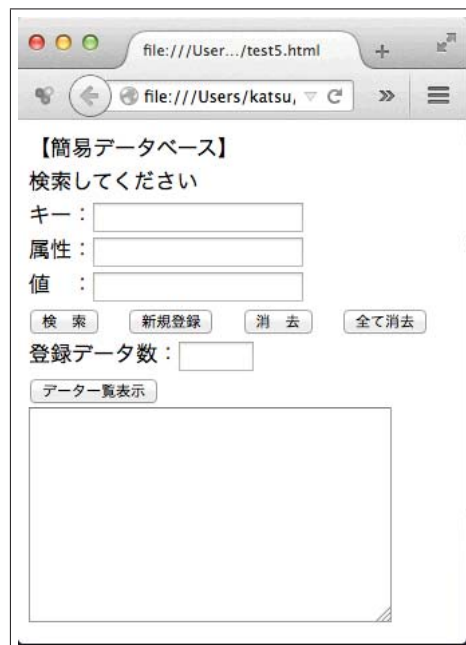 file:///User.../test5.html
file:///Users/katsu,
【簡易データベース】
検索してください
キー：
属性：
値　：
検　索　新規登録　消　去　全て消去
登録データ数：
データ一覧表示